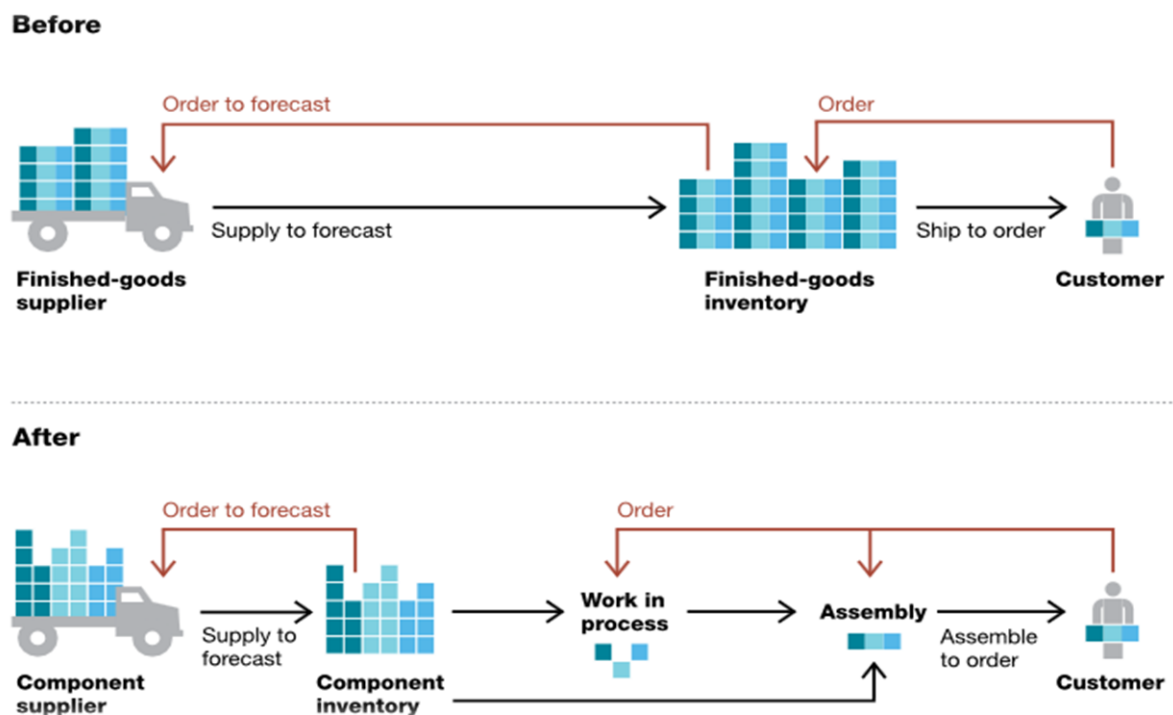 Before
Order to forecast
Order
Supply to forecast
Ship to order
Finished-goods
supplier
Finished-goods
inventory
Customer
After
Order to forecast
Order
Supply to
forecast
Work in
process
Assembly
Assemble
to order
Component
supplier
Component
inventory
Customer